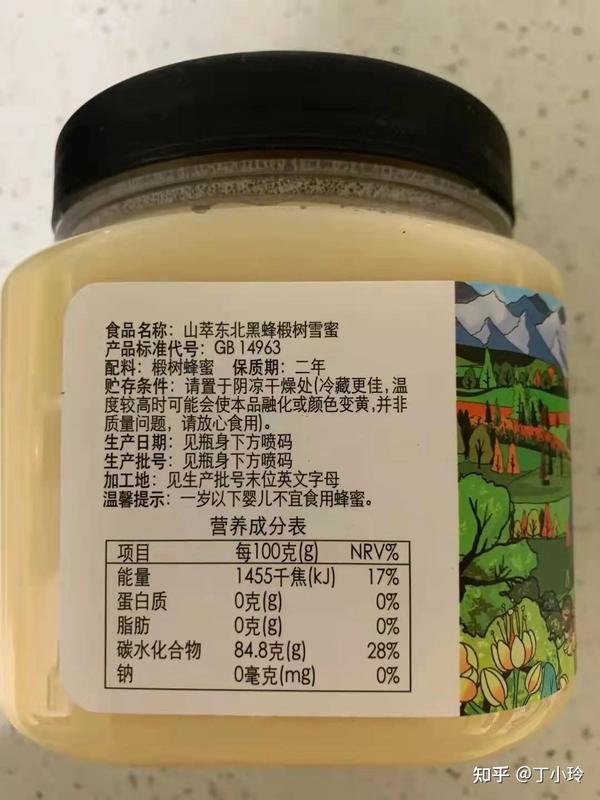 食品名称：山萃东北黑蜂椴树雪蜜
产品标准代号：GB 14963
配料：椴树蜂蜜 保质期：二年
贮存条件：请置于阴凉干燥处(冷藏更佳,温
度较高时可能会使本品融化或颜色变黄,并非
质量问题，请放心食用)。
生产日期：见瓶身下方喷码
生产批号：见瓶身下方喷码
加工地：见生产批号末位英文字母
温馨提示：一岁以下婴儿不宜食用蜂蜜。
营养成分表
项目 每100克(g) NRV%
能量 1455千焦(kJ) 17%
蛋白质 0克(g) 0%
脂肪 0克(g) 0%
碳水化合物 84.8克(g) 28%
钠 0毫克(mg) 0%
知乎 @丁小玲